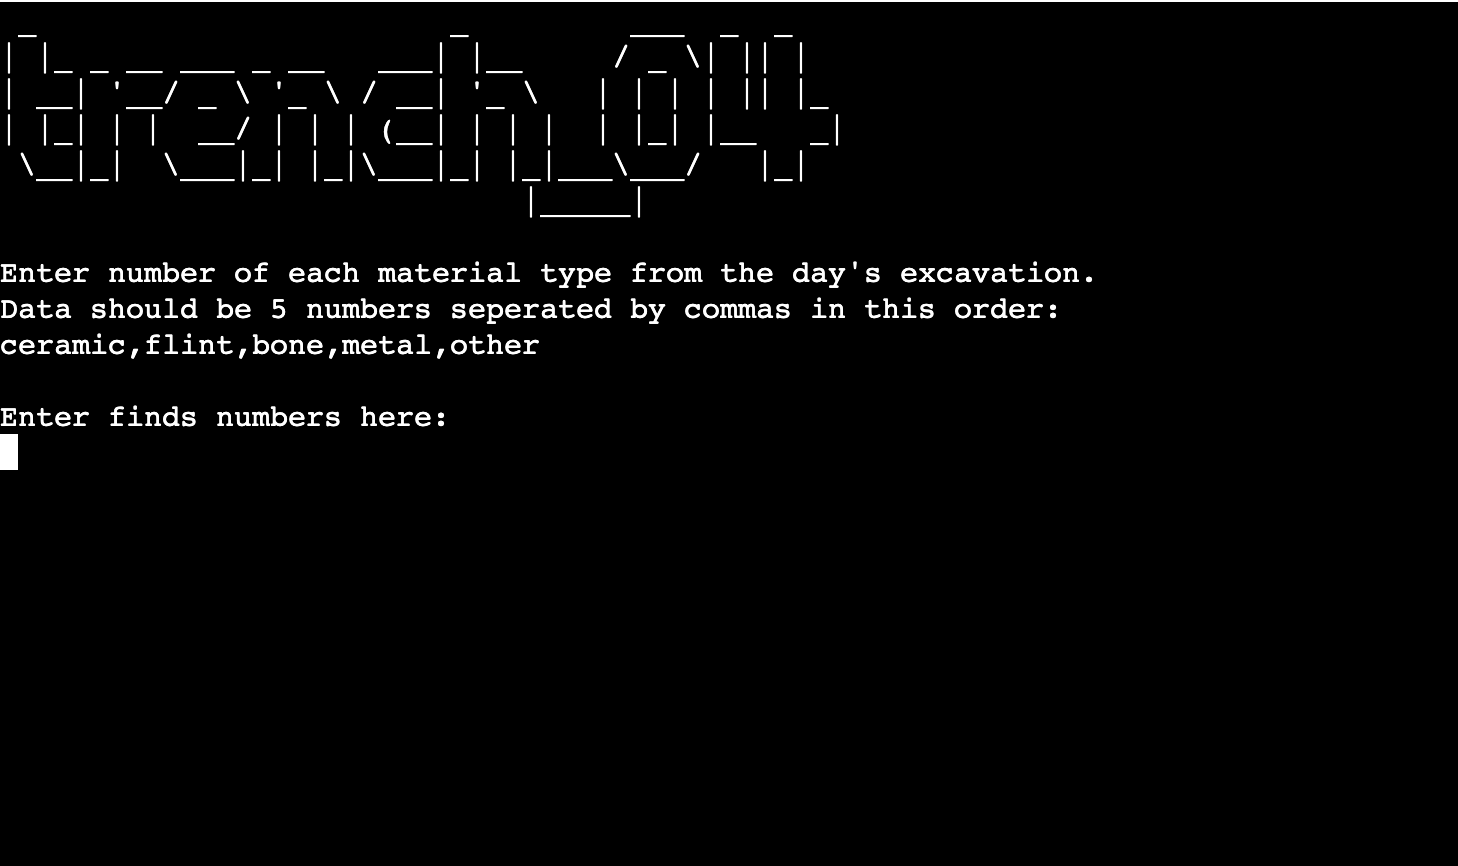 trench_04
Enter number of each material type from the day's excavation.
Data should be 5 numbers seperated by commas in this order:
ceramic,flint,bone,metal,other
Enter finds numbers here: